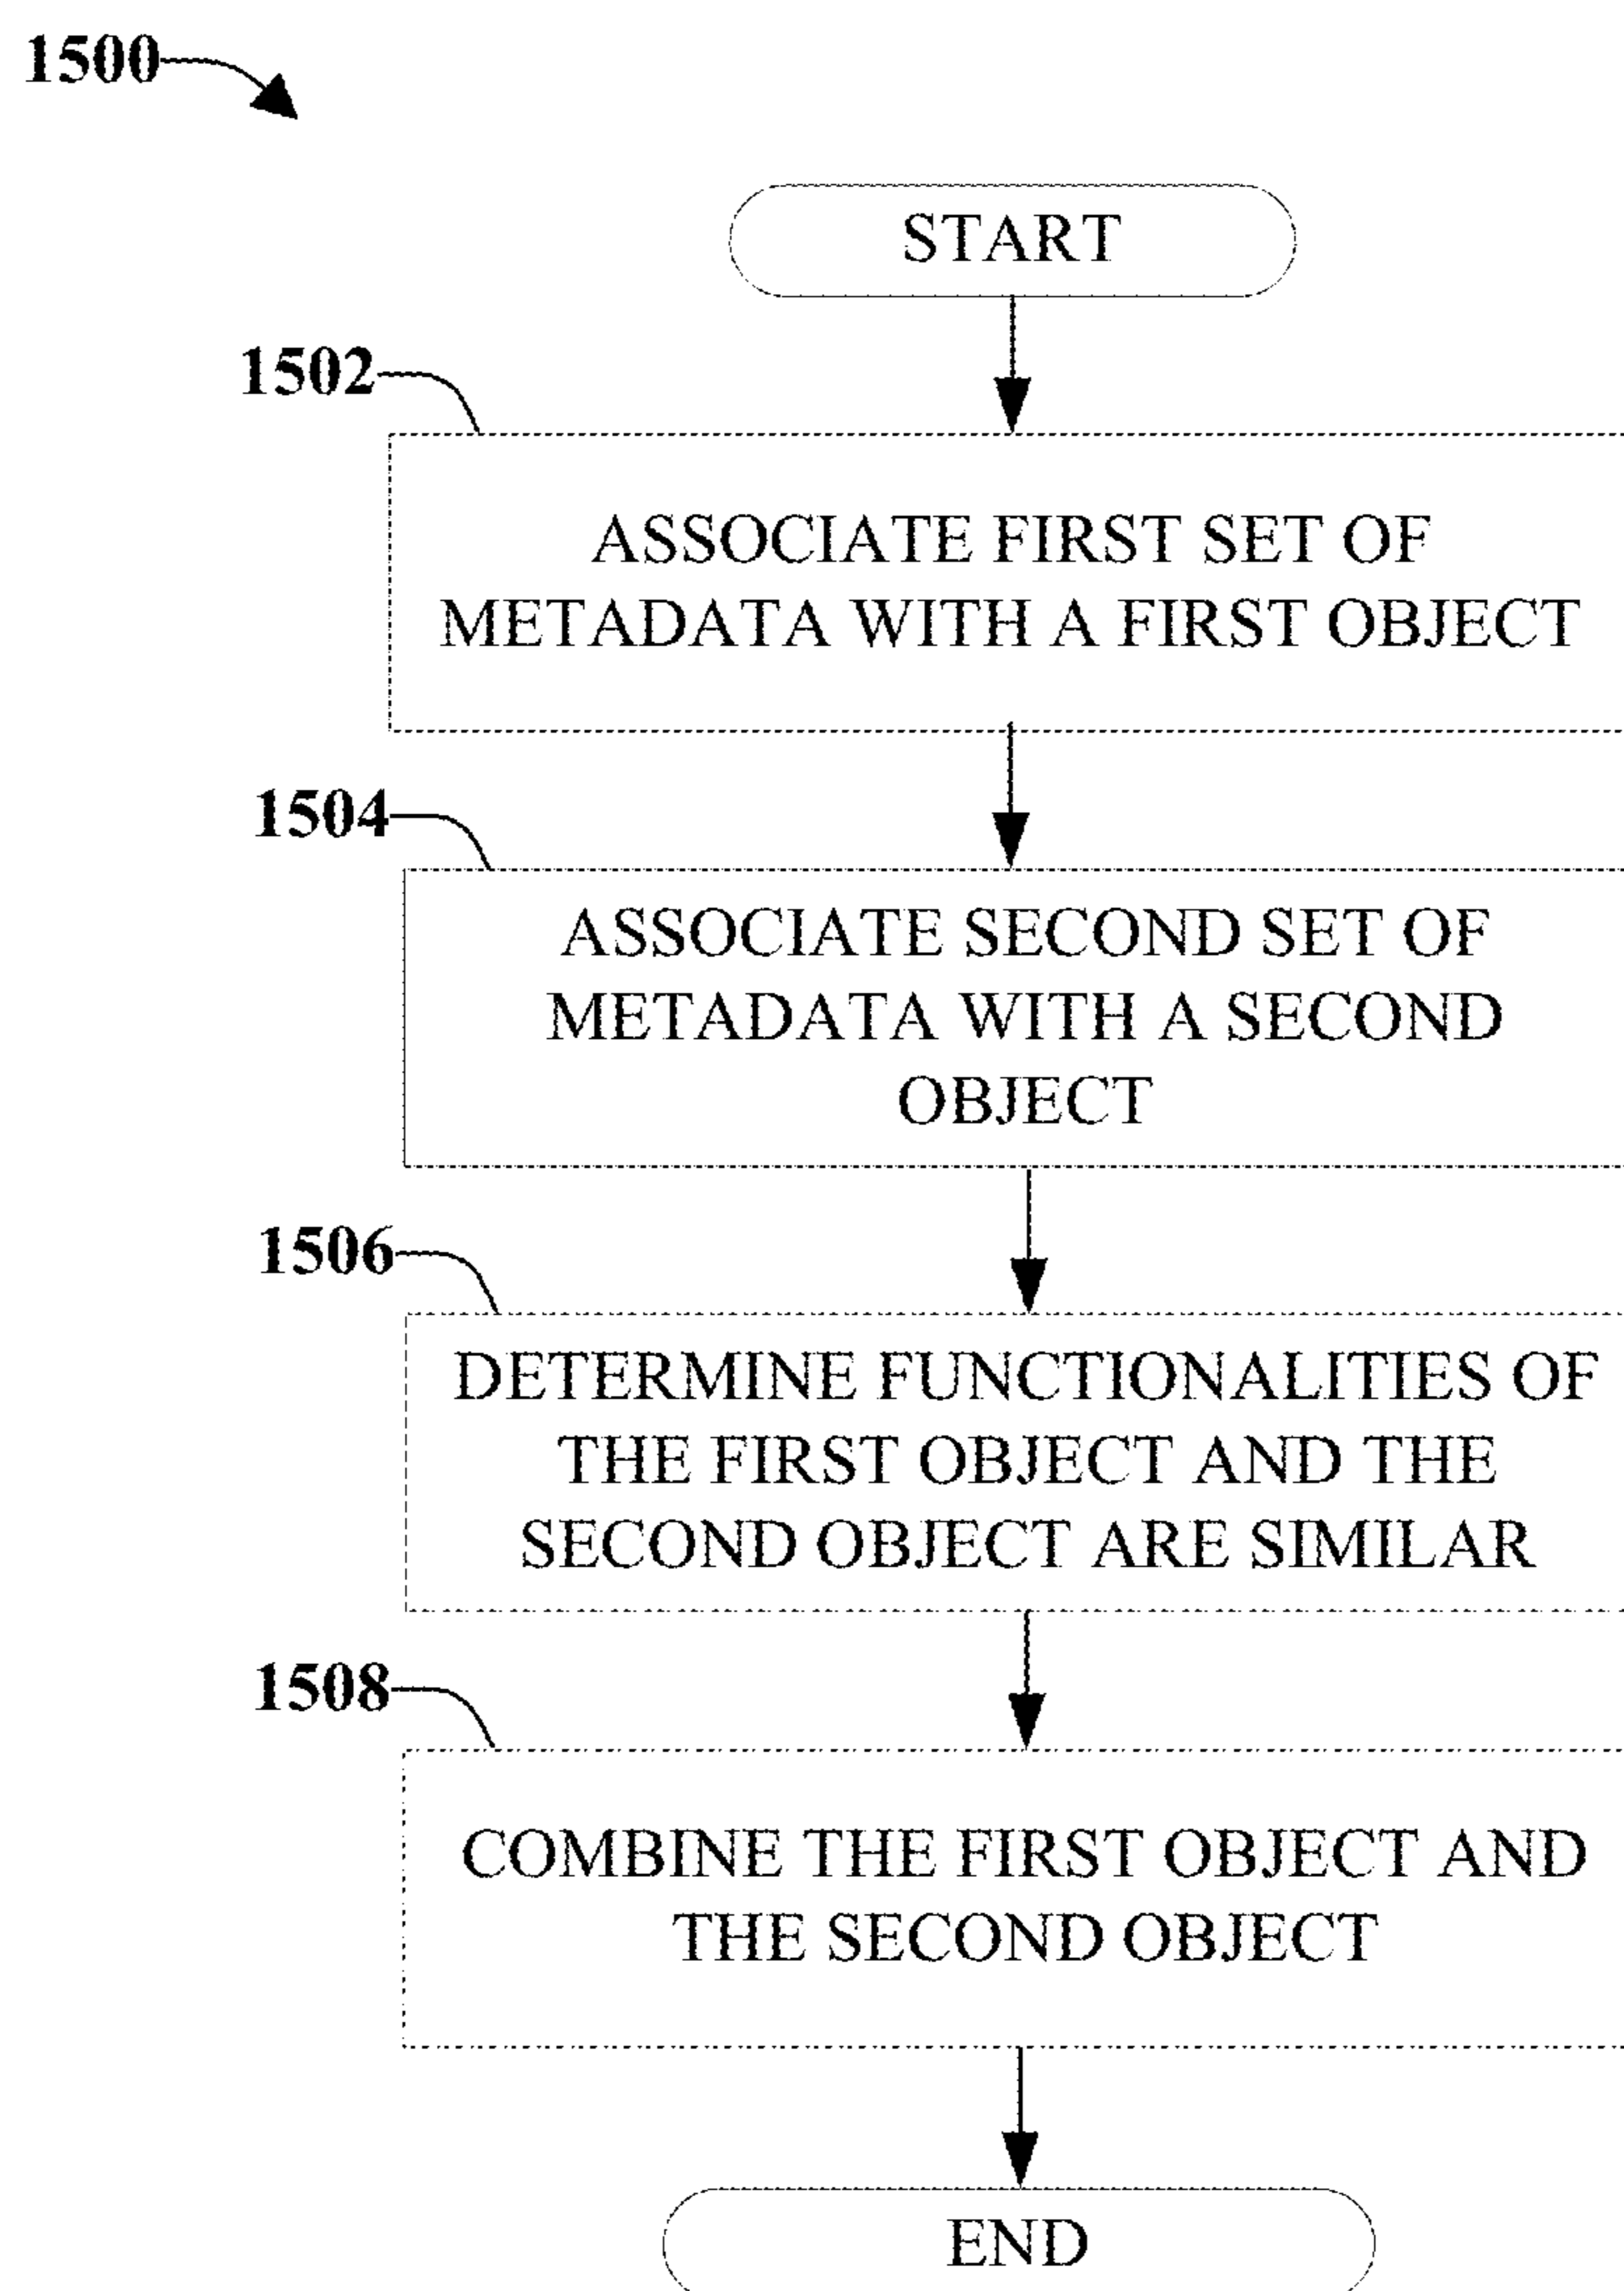 1500
START
1502
ASSOCIATE FIRST SET OF
METADATA WITH A FIRST OBJECT
1504
ASSOCIATE SECOND SET OF
METADATA WITH A SECOND
OBJECT
1506
DETERMINE FUNCTIONALITIES OF
THE FIRST OBJECT AND THE
SECOND OBJECT ARE SIMILAR
1508
COMBINE THE FIRST OBJECT AND
THE SECOND OBJECT
END